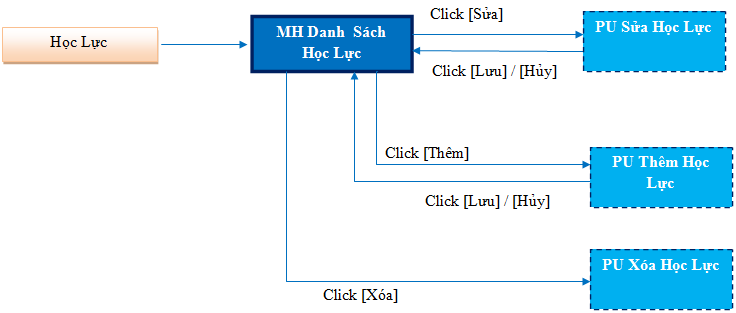 Click [Sửa]
Học Lực
MH Danh Sách
Học Lực
PU Sửa Học Lực
Click [Lưu] / [Hủy]
Click [Thêm]
PU Thêm Học
Lực
Click [Lưu] / [Hủy]
PU Xóa Học Lực
Click [Xóa]